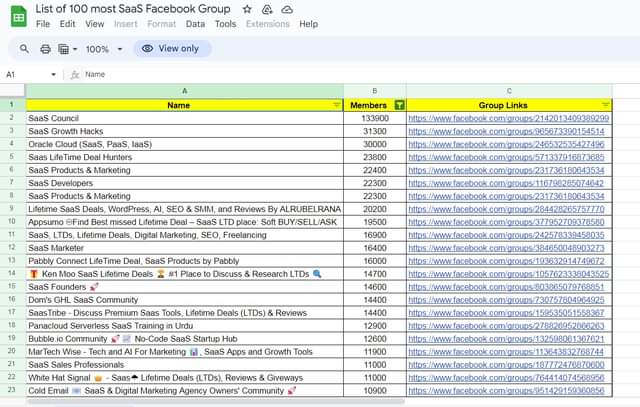 List of 100 most SaaS Facebook Group
File Edit View Insert Format Data Tools Extensions Help
100% View only
A1 fx Name
A B C
1 Name Members Group Links
2 SaaS Council 133900 https://www.facebook.com/groups/2142013409389299
3 SaaS Growth Hacks 31300 https://www.facebook.com/groups/965673390154514
4 Oracle Cloud (SaaS, PaaS, IaaS) 30000 https://www.facebook.com/groups/246532535427496
5 Saas LifeTime Deal Hunters 23800 https://www.facebook.com/groups/571337916873685
6 SaaS Products & Marketing 22400 https://www.facebook.com/groups/231736180643534
7 SaaS Developers 22300 https://www.facebook.com/groups/116798285074642
8 SaaS Products & Marketing 22300 https://www.facebook.com/groups/231736180643534
9 Lifetime SaaS Deals, WordPress, AI, SEO & SMM, and Reviews By ALRUBELRANA 20200 https://www.facebook.com/groups/284428265757770
10 Appsumo @Find Best missed Lifetime Deal – SaaS LTD place: Soft BUY/SELL/ASK 19500 https://www.facebook.com/groups/377952709378580
11 SaaS, LTDs, Lifetime Deals, Digital Marketing, SEO, Freelancing 16900 https://www.facebook.com/groups/242578339458035
12 SaaS Marketer 16400 https://www.facebook.com/groups/384650048903273
13 Pabbly Connect LifeTime Deal, SaaS Products by Pabbly 16000 https://www.facebook.com/groups/193632914749672
14 🎁 Ken Moo SaaS Lifetime Deals 🏆 #1 Place to Discuss & Research LTDs 🔍 14700 https://www.facebook.com/groups/1057623338043525
15 SaaS Founders 🚀 14600 https://www.facebook.com/groups/803865079768851
16 Dom's GHL SaaS Community 14400 https://www.facebook.com/groups/730757804964925
17 SaasTribe - Discuss Premium Saas Tools, Lifetime Deals (LTDs) & Reviews 14400 https://www.facebook.com/groups/159535051558367
18 Panacloud Serverless SaaS Training in Urdu 12900 https://www.facebook.com/groups/278826952866263
19 Bubble.io Community 🚀 📈 No-Code SaaS Startup Hub 12600 https://www.facebook.com/groups/132598061367621
20 MarTech Wise - Tech and AI For Marketing 📊, SaaS Apps and Growth Tools 11900 https://www.facebook.com/groups/113643832768744
21 SaaS Sales Professionals 11000 https://www.facebook.com/groups/187772476870600
22 White Hat Signal 👑 - Saas🌩 Lifetime Deals (LTDs), Reviews & Giveways 11000 https://www.facebook.com/groups/764414074568956
23 Cold Email 📧 SaaS & Digital Marketing Agency Owners' Community 🚀 10900 https://www.facebook.com/groups/951429159360856